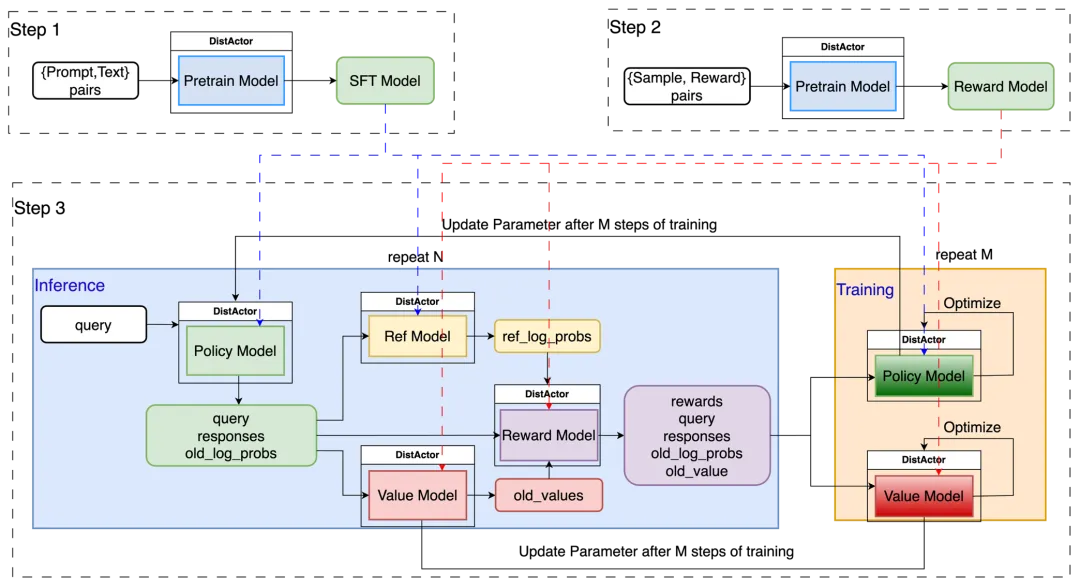 Step 1
DistActor
{Prompt,Text}
pairs
Pretrain Model
SFT Model
Step 2
DistActor
{Sample, Reward}
pairs
Pretrain Model
Reward Model
Step 3
Update Parameter after M steps of training
repeat N
repeat M
Inference
query
DistActor
Policy Model
query
responses
old_log_probs
DistActor
Ref Model
ref_log_probs
DistActor
Reward Model
DistActor
Value Model
old_values
rewards
query
responses
old_log_probs
old_value
Training
Optimize
DistActor
Policy Model
Optimize
DistActor
Value Model
Update Parameter after M steps of training